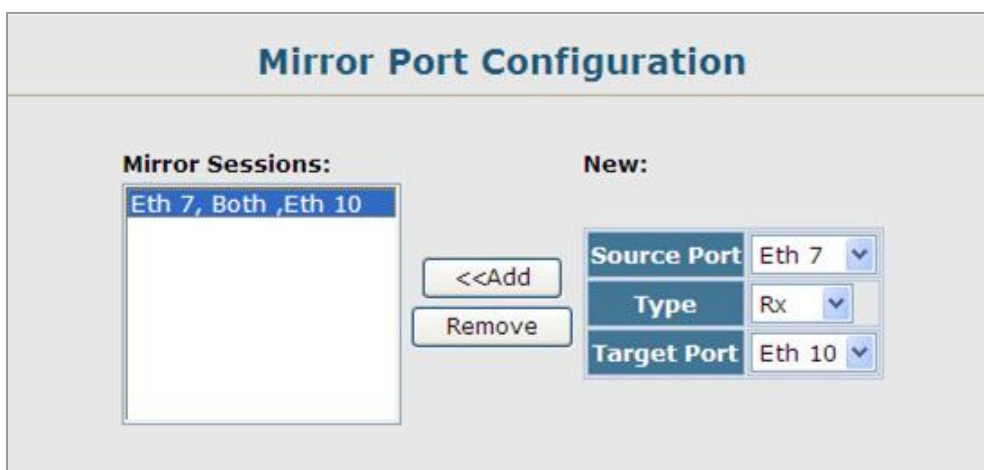 Mirror Port Configuration
Mirror Sessions:
Eth 7, Both ,Eth 10
<<Add
Remove
New:
Source Port Eth 7
Type Rx
Target Port Eth 10